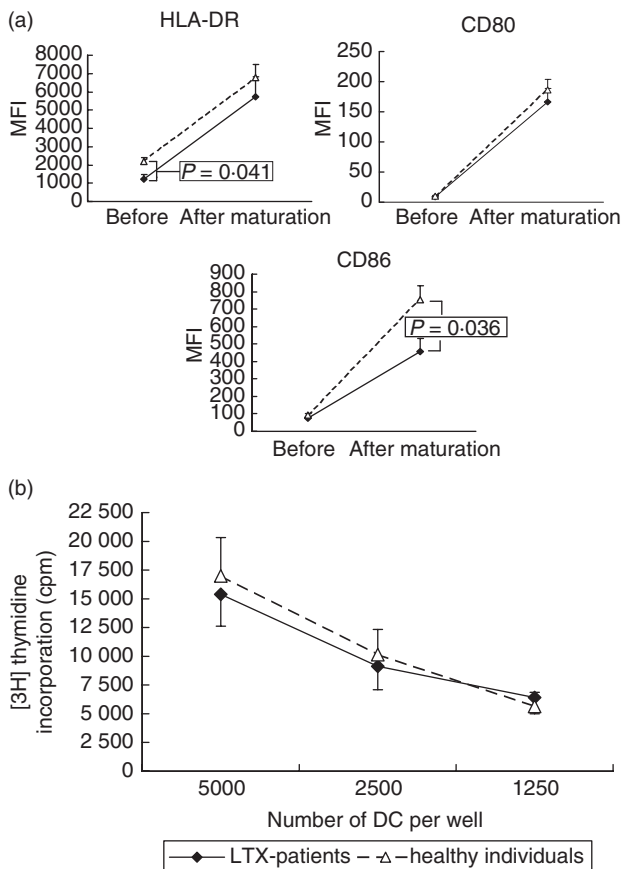 (a)
HLA-DR
MFI
8000
7000
6000
5000
4000
3000
2000
1000
0
P = 0·041
Before After maturation
CD80
MFI
250
200
150
100
50
0
Before After maturation
CD86
MFI
900
800
700
600
500
400
300
200
100
0
P = 0·036
Before After maturation
(b)
[3H] thymidine
incorporation (cpm)
22 500
20 000
17 500
15 000
12 500
10 000
7 500
5 000
2 500
0
5000 2500 1250
Number of DC per well
LTX-patients healthy individuals